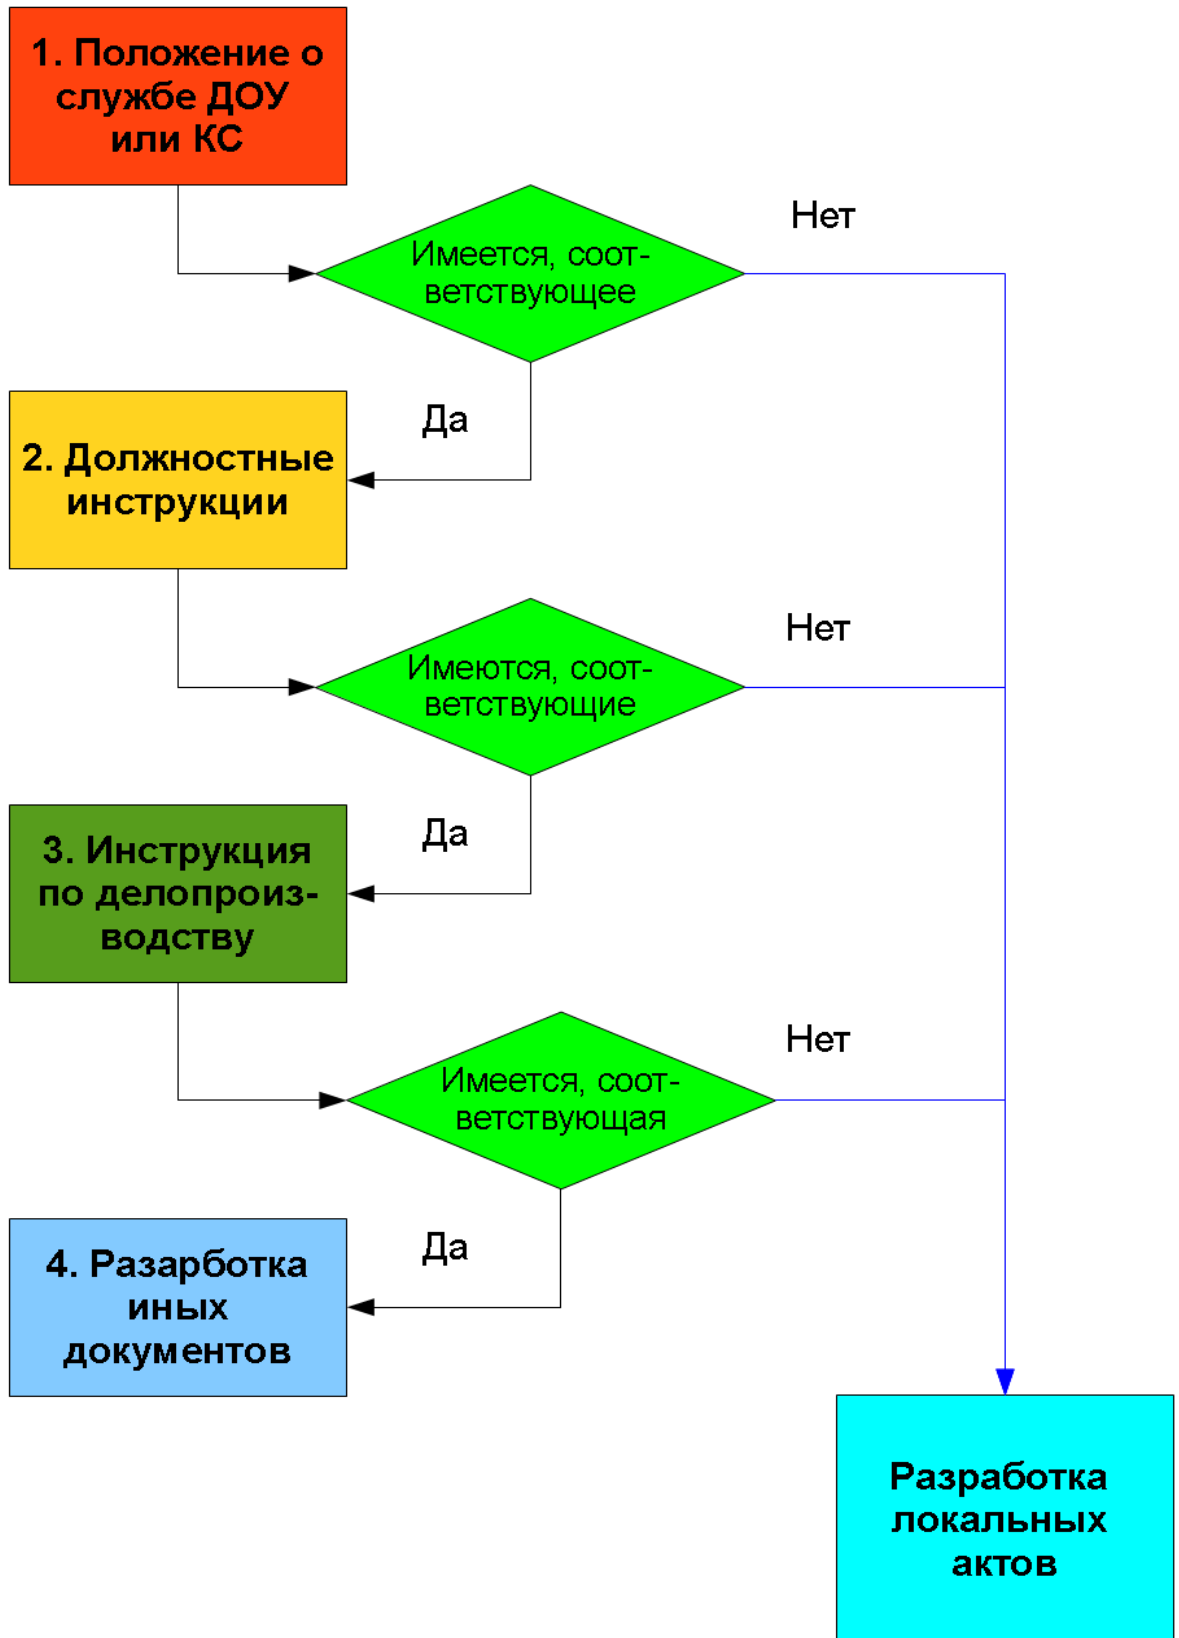 1. Положение о
службе ДОУ
или КС
Имеется, соот-
ветствующее
Нет
Да
2. Должностные
инструкции
Имеются, соот-
ветствующие
Нет
Да
3. Инструкция
по делопроиз-
водству
Имеется, соот-
ветствующая
Нет
Да
4. Разарботка
иных
документов
Разработка
локальных
актов